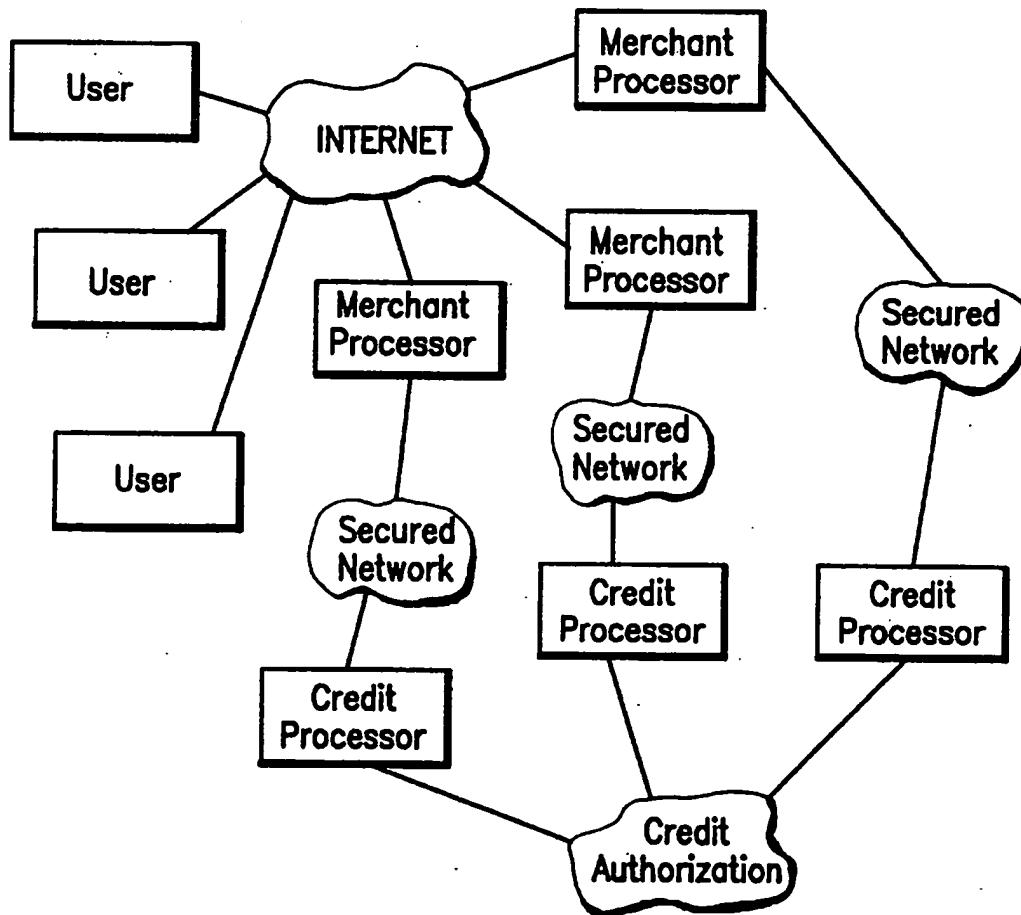 Merchant
Processor
User
INTERNET
User
Merchant
Processor
Merchant
Processor
Secured
Network
User
Secured
Network
Secured
Network
Credit
Processor
Credit
Processor
Credit
Processor
Credit
Authorization